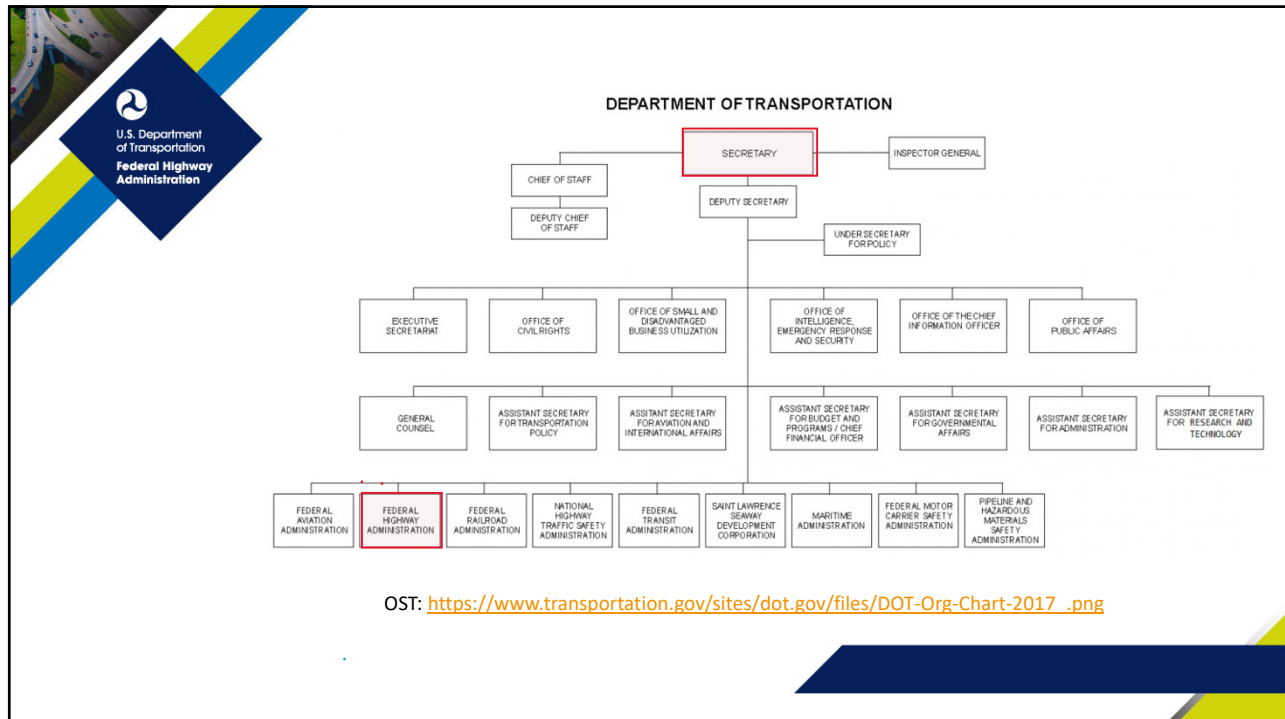 U.S. Department
of Transportation
Federal Highway
Administration
DEPARTMENT OF TRANSPORTATION
SECRETARY
INSPECTOR GENERAL
CHIEF OF STAFF
DEPUTY SECRETARY
DEPUTY CHIEF
OF STAFF
UNDER SECRETARY
FOR POLICY
EXECUTIVE
SECRETARIAT
OFFICE OF
CIVIL RIGHTS
OFFICE OF SMALL AND
DISADVANTAGED
BUSINESS UTILIZATION
OFFICE OF
INTELLIGENCE,
EMERGENCY RESPONSE
AND SECURITY
OFFICE OF THE CHIEF
INFORMATION OFFICER
OFFICE OF
PUBLIC AFFAIRS
GENERAL
COUNSEL
ASSISTANT SECRETARY
FOR TRANSPORTATION
POLICY
ASSITANT SECRETARY
FOR AVIATION AND
INTERNATIONAL AFFAIRS
ASSISTANT SECRETARY
FOR BUDGET AND
PROGRAMS / CHIEF
FINANCIAL OFFICER
ASSISTANT SECRETARY
FOR GOVERNMENTAL
AFFAIRS
ASSISTANT SECRETARY
FOR ADMINISTRATION
ASSISTANT SECRETARY
FOR RESEARCH AND
TECHNOLOGY
FEDERAL
AVIATION
ADMINISTRATION
FEDERAL
HIGHWAY
ADMINISTRATION
FEDERAL
RAILROAD
ADMINISTRATION
NATIONAL
HIGHWAY
TRAFFIC SAFETY
ADMINISTRATION
FEDERAL
TRANSIT
ADMINISTRATION
SAINT LAWRENCE
SEAWAY
DEVELOPMENT
CORPORATION
MARITIME
ADMINISTRATION
FEDERAL MOTOR
CARRIER SAFETY
ADMINISTRATION
PIPELINE AND
HAZARDOUS
MATERIALS
SAFETY
ADMINISTRATION
OST: https://www.transportation.gov/sites/dot.gov/files/DOT-Org-Chart-2017_.png